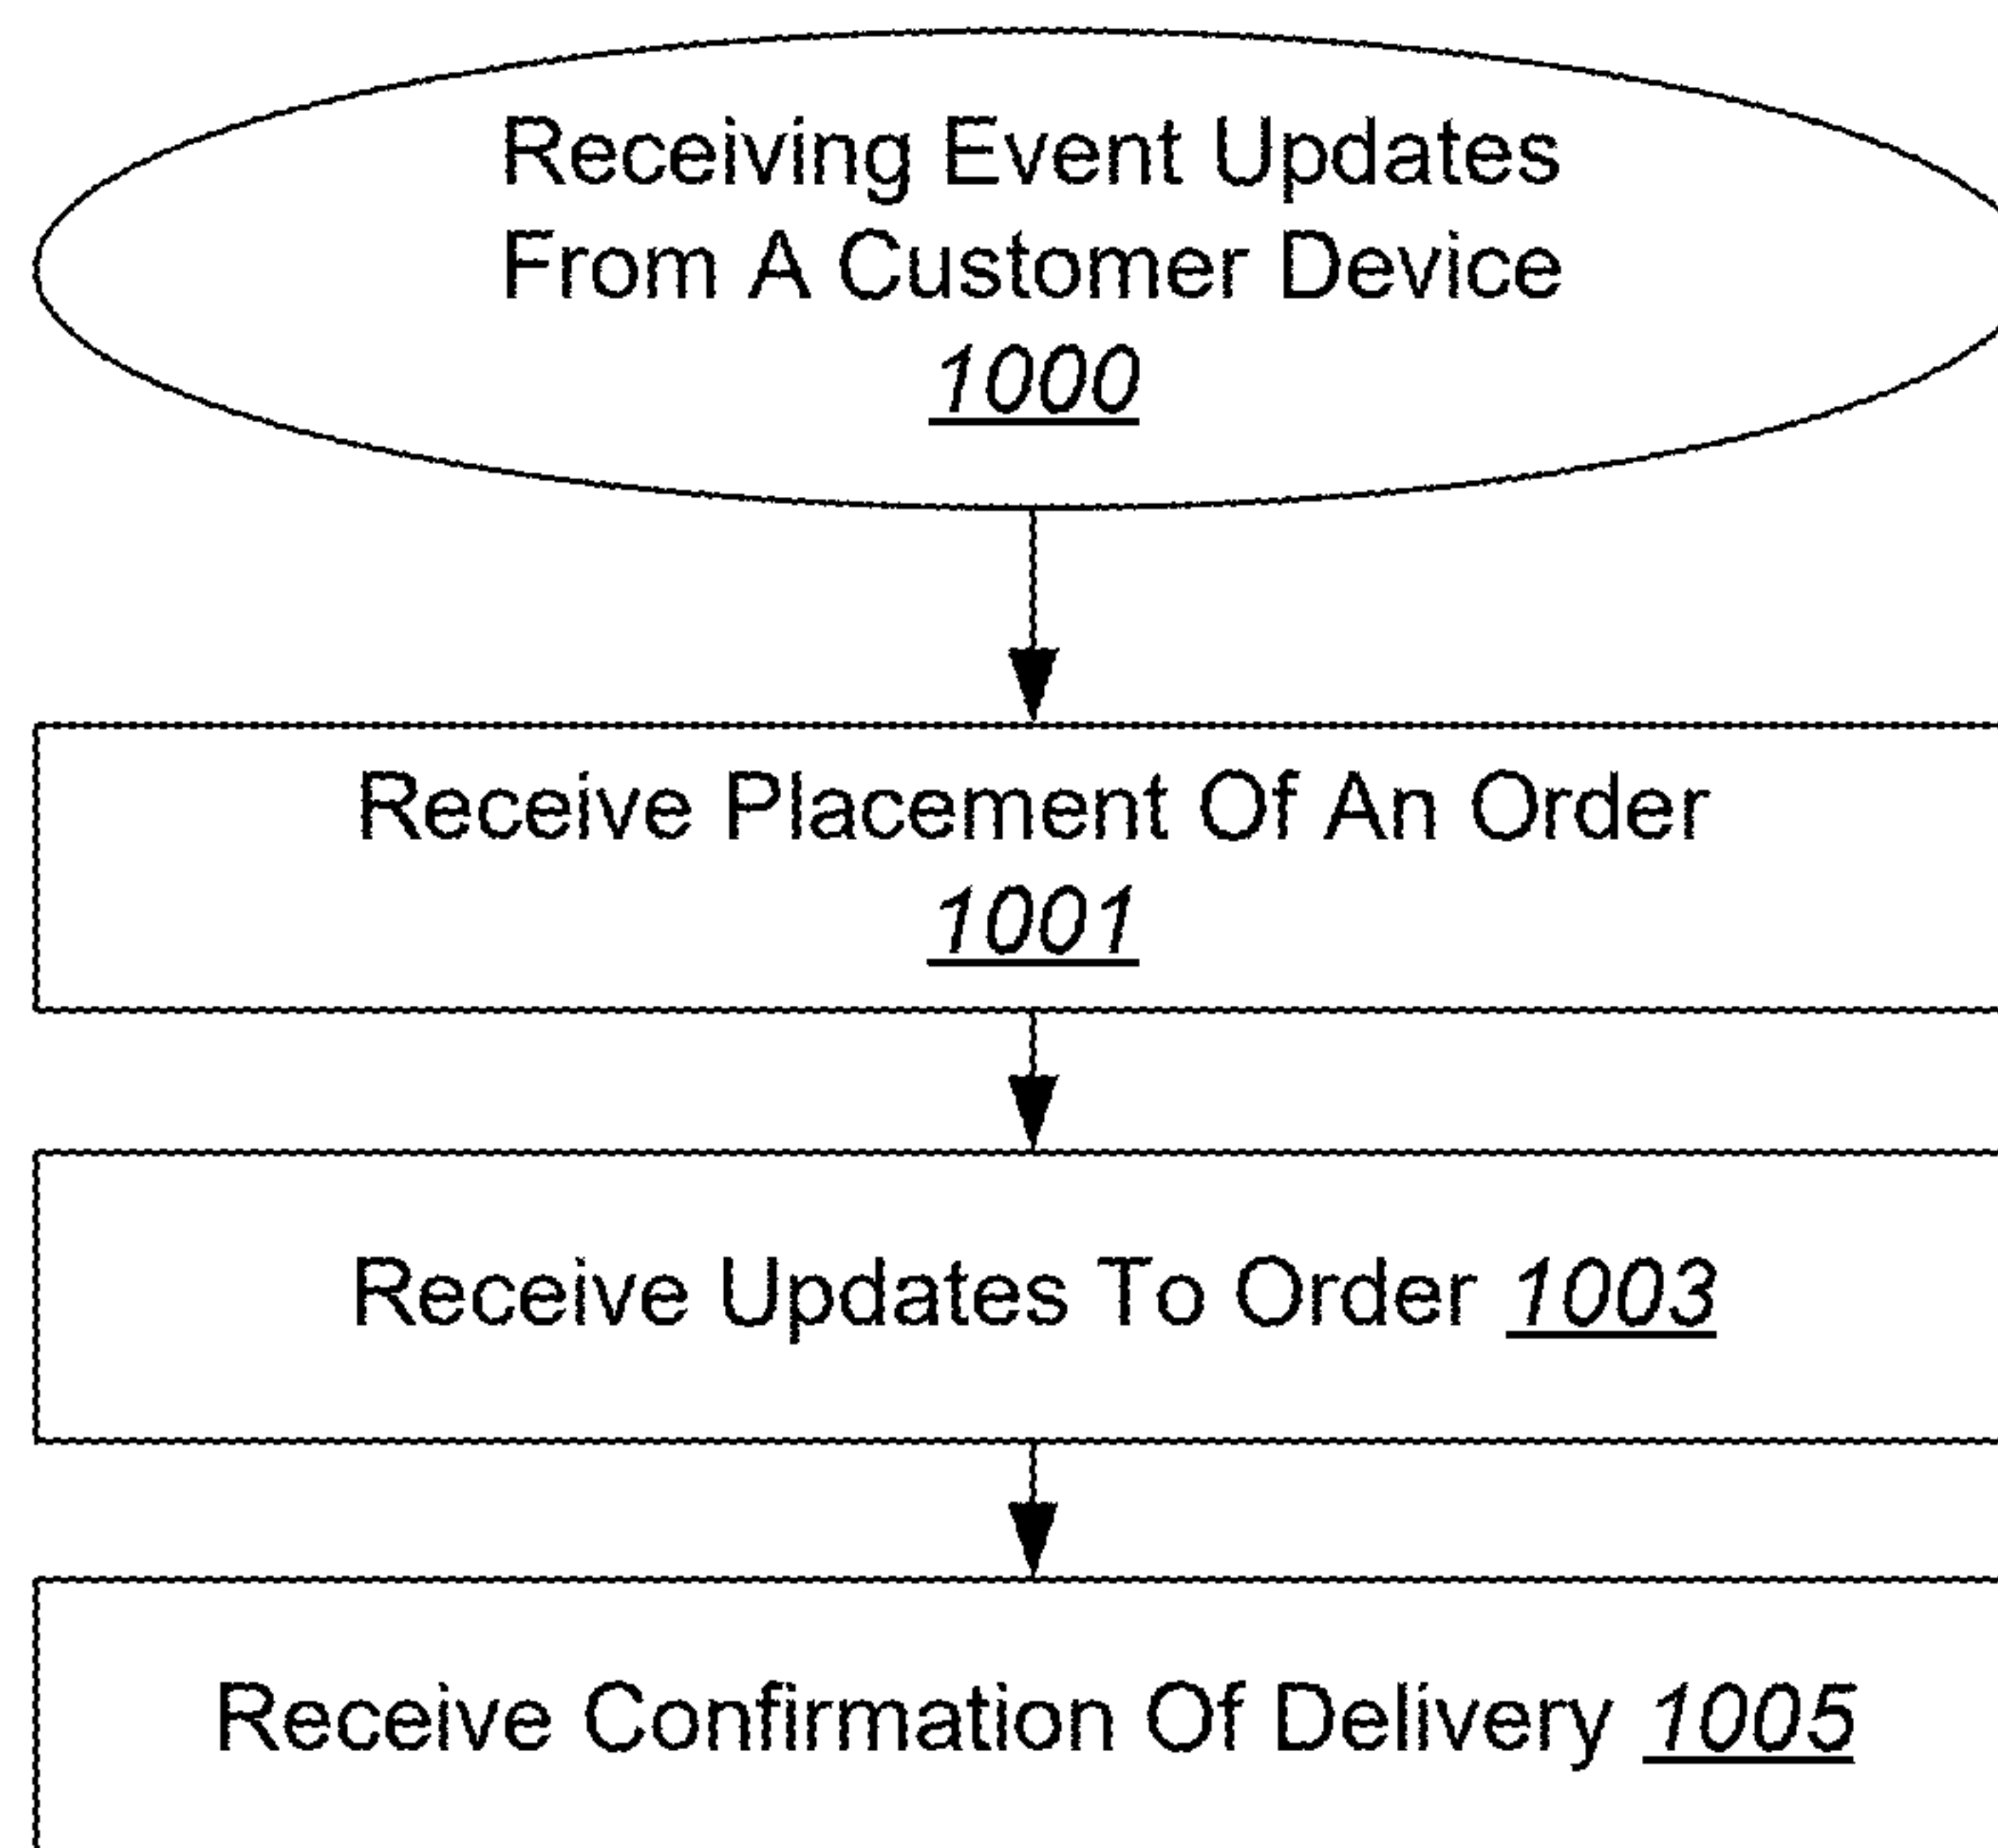 Receiving Event Updates
From A Customer Device
1000
Receive Placement Of An Order
1001
Receive Updates To Order 1003
Receive Confirmation Of Delivery 1005